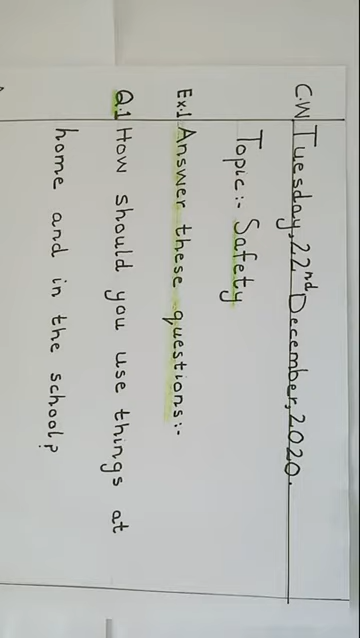 C.W Tuesday, 22nd December, 2020.
Topic:- Safety
Ex.1 Answer these questions:-
Q.1 How should you use things at
home and in the school?